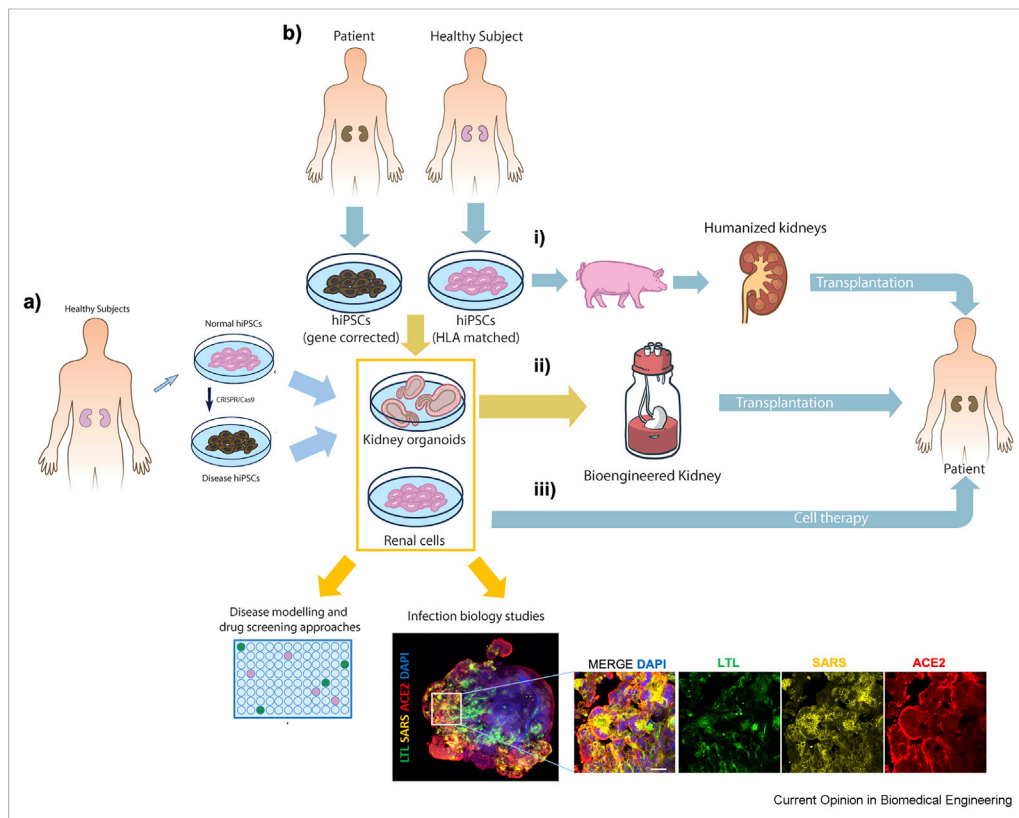 b)
Patient
Healthy Subject
i)
Humanized kidneys
Transplantation
hiPSCs
(gene corrected)
hiPSCs
(HLA matched)
a)
Healthy Subjects
Normal hiPSCs
CRISPR/Cas9
Disease hiPSCs
ii)
Kidney organoids
Bioengineered Kidney
Transplantation
Patient
iii)
Renal cells
Cell therapy
Disease modelling and
drug screening approaches
Infection biology studies
LTL SARS ACE2 DAPI
MERGE DAPI
LTL
SARS
ACE2
Current Opinion in Biomedical Engineering